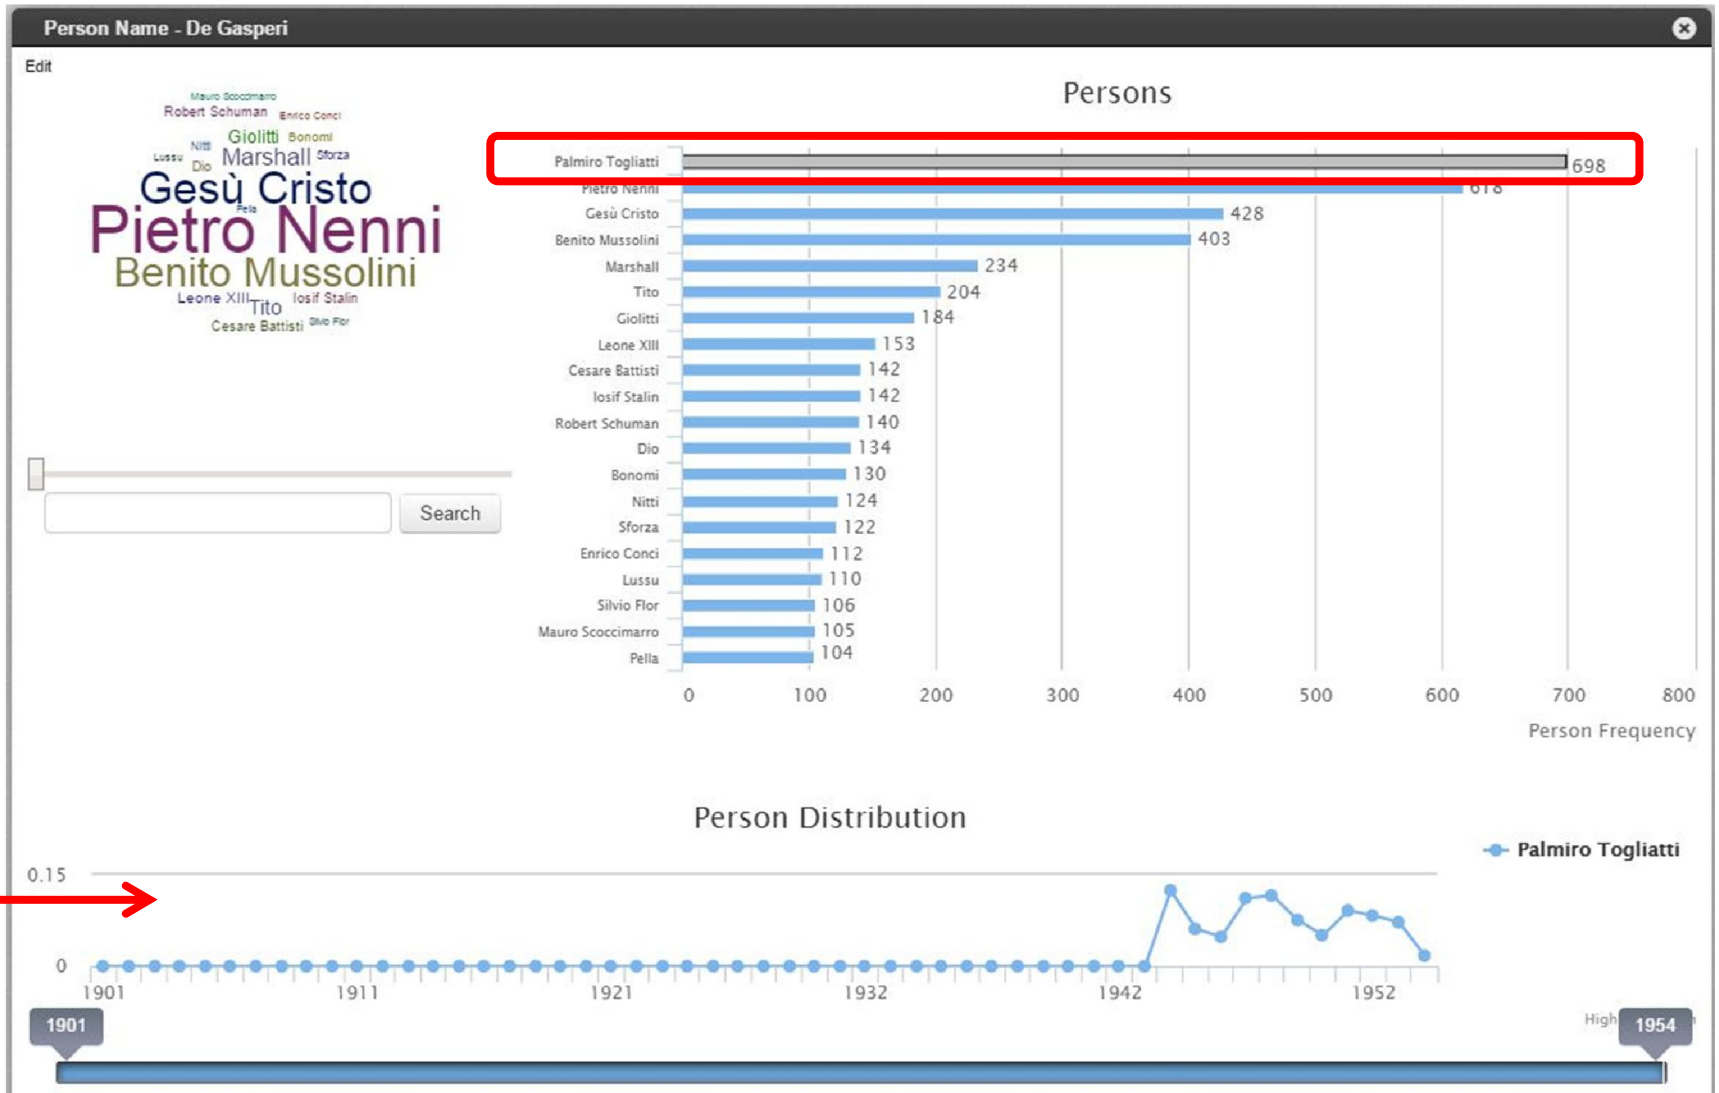 Person Name - De Gasperi
Edit
Mauro Scoccimarro
Robert Schuman Enrico Conci
Nitti Giolitti Bonomi
Lussu Dio Marshall Sforza
Gesù Cristo
Pella
Pietro Nenni
Benito Mussolini
Leone XIII Tito Iosif Stalin
Cesare Battisti Silvio Flor
Search
Persons
Palmiro Togliatti 698
Pietro Nenni 618
Gesù Cristo 428
Benito Mussolini 403
Marshall 234
Tito 204
Giolitti 184
Leone XIII 153
Cesare Battisti 142
Iosif Stalin 142
Robert Schuman 140
Dio 134
Bonomi 130
Nitti 124
Sforza 122
Enrico Conci 112
Lussu 110
Silvio Flor 106
Mauro Scoccimarro 105
Pella 104
0 100 200 300 400 500 600 700 800
Person Frequency
Person Distribution
Palmiro Togliatti
0.15
0
1901 1911 1921 1932 1942 1952
High
1901 1954